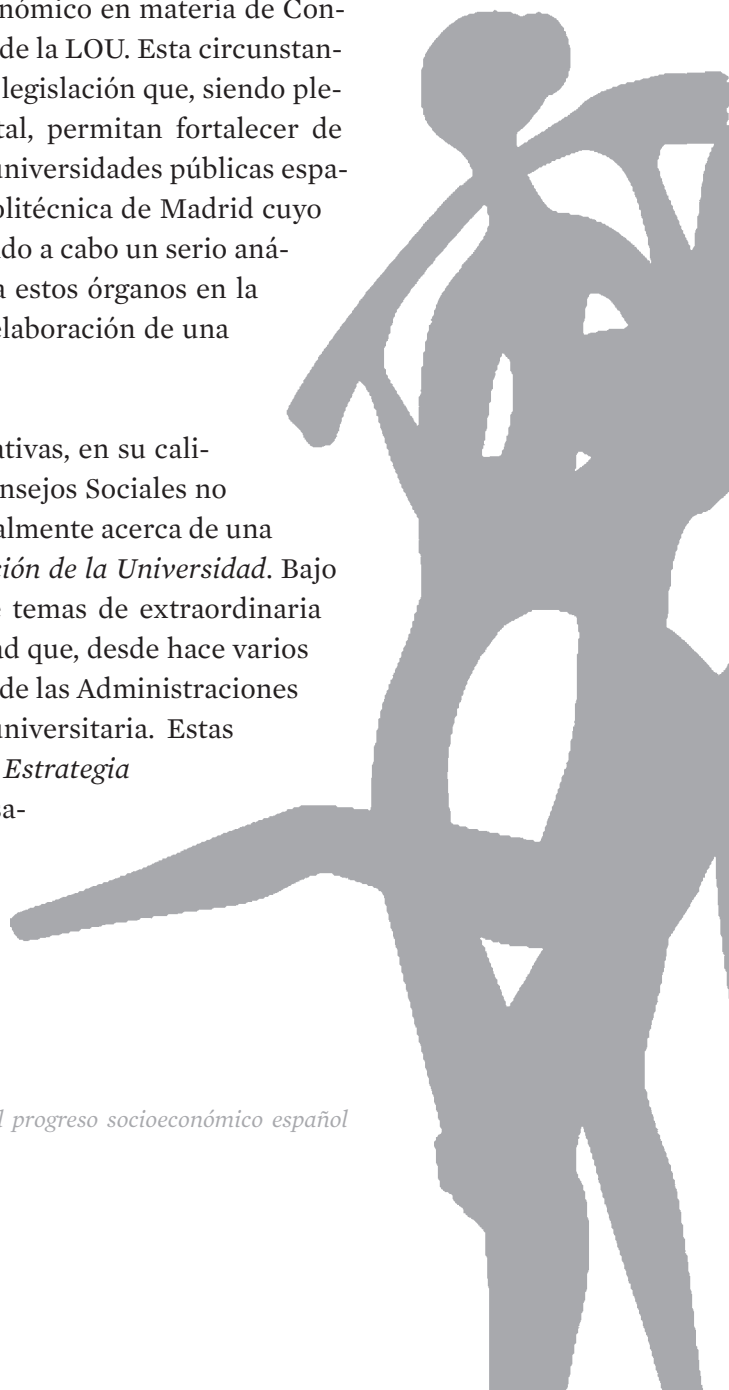 nómico en materia de Con-
de la LOU. Esta circunstan-
legislación que, siendo ple-
tal, permitan fortalecer de
universidades públicas espa-
olitécnica de Madrid cuyo
do a cabo un serio aná-
a estos órganos en la
elaboración de una
ativas, en su cali-
nsejos Sociales no
almente acerca de una
ción de la Universidad. Bajo
temas de extraordinaria
ad que, desde hace varios
de las Administraciones
universitaria. Estas
Estrategia
sa-
l progreso socioeconómico español